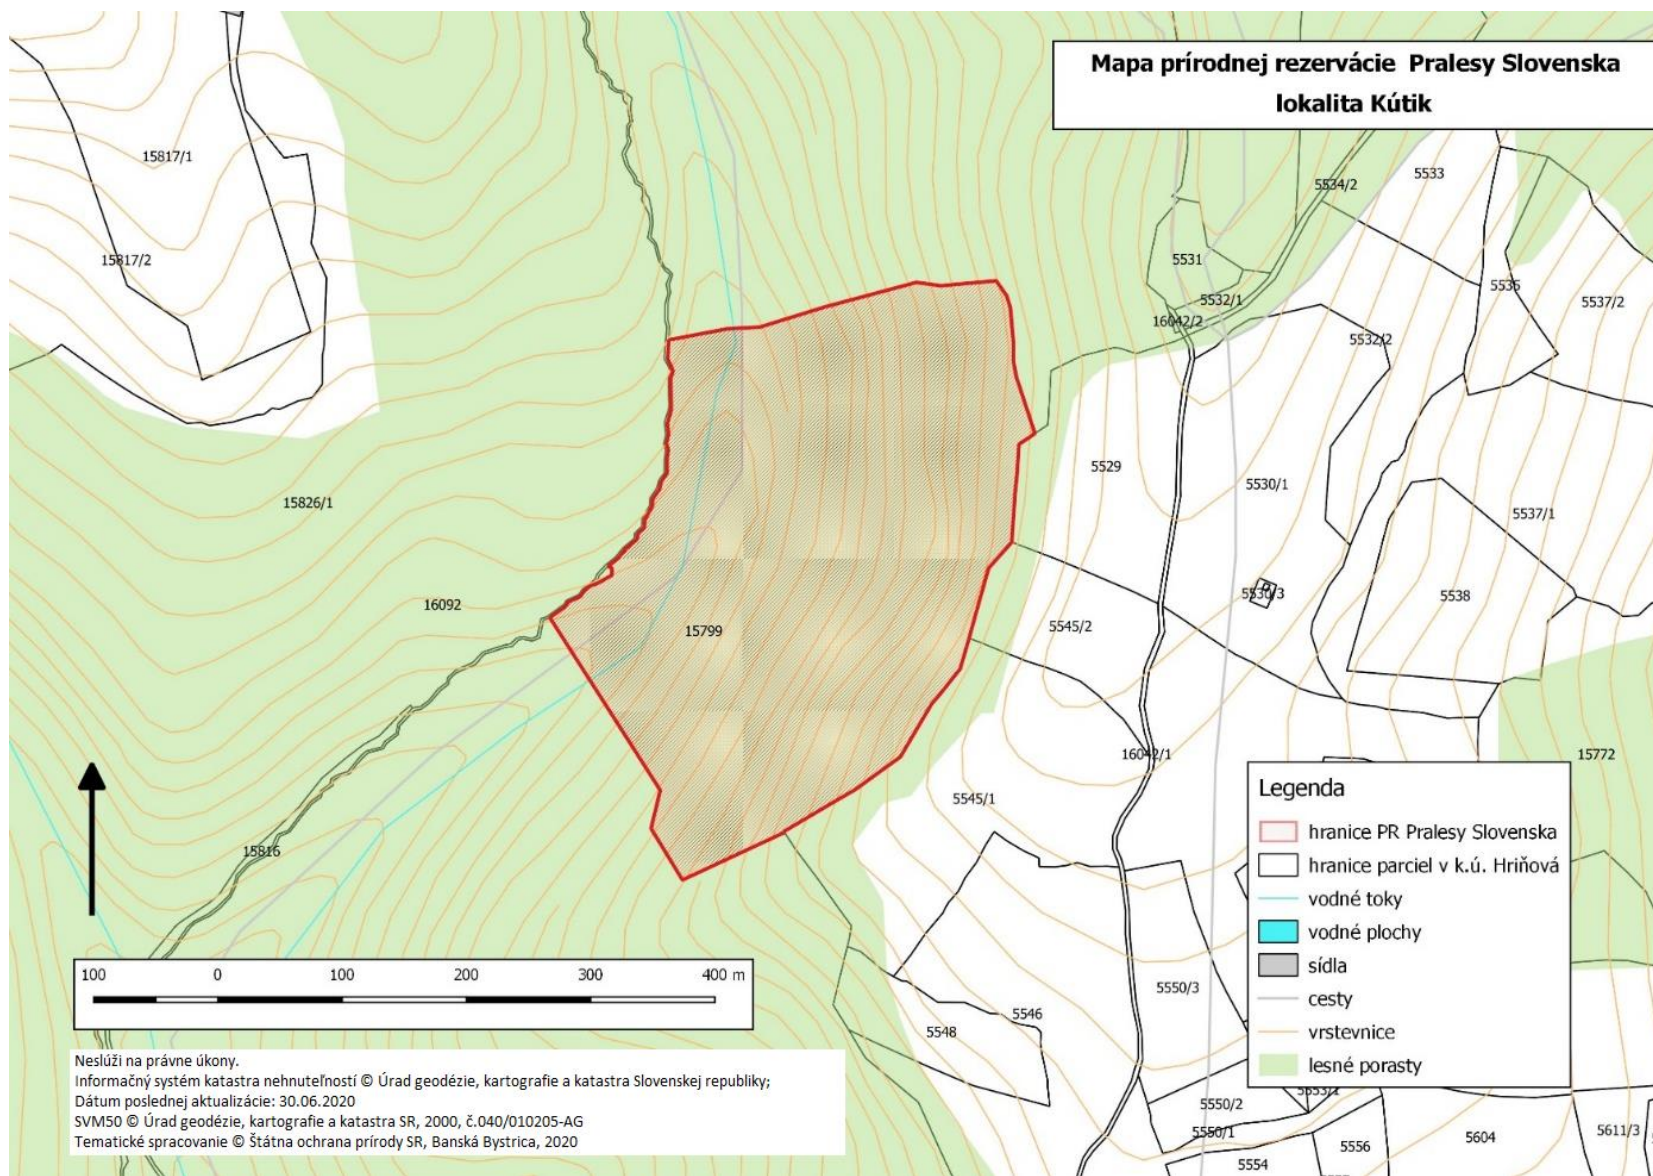 Mapa prírodnej rezervácie Pralesy Slovenska
lokalita Kútik
15817/1
5533
5534/2
15817/2
5531
5535
5532/1
5537/2
16042/2
5532/2
5529
5530/1
15826/1
5537/1
5530/3
5538
16092
15799
5545/2
16042/1
15772
5545/1
15816
5550/3
5546
5548
5553/1
5550/2
5550/1
5556
5604
5611/3
5554
Legenda
hranice PR Pralesy Slovenska
hranice parciel v k.ú. Hriňová
vodné toky
vodné plochy
sídla
cesty
vrstevnice
lesné porasty
100 0 100 200 300 400 m
Neslúži na právne úkony.
Informačný systém katastra nehnuteľností © Úrad geodézie, kartografie a katastra Slovenskej republiky;
Dátum poslednej aktualizácie: 30.06.2020
SVM50 © Úrad geodézie, kartografie a katastra SR, 2000, č.040/010205-AG
Tematické spracovanie © Štátna ochrana prírody SR, Banská Bystrica, 2020